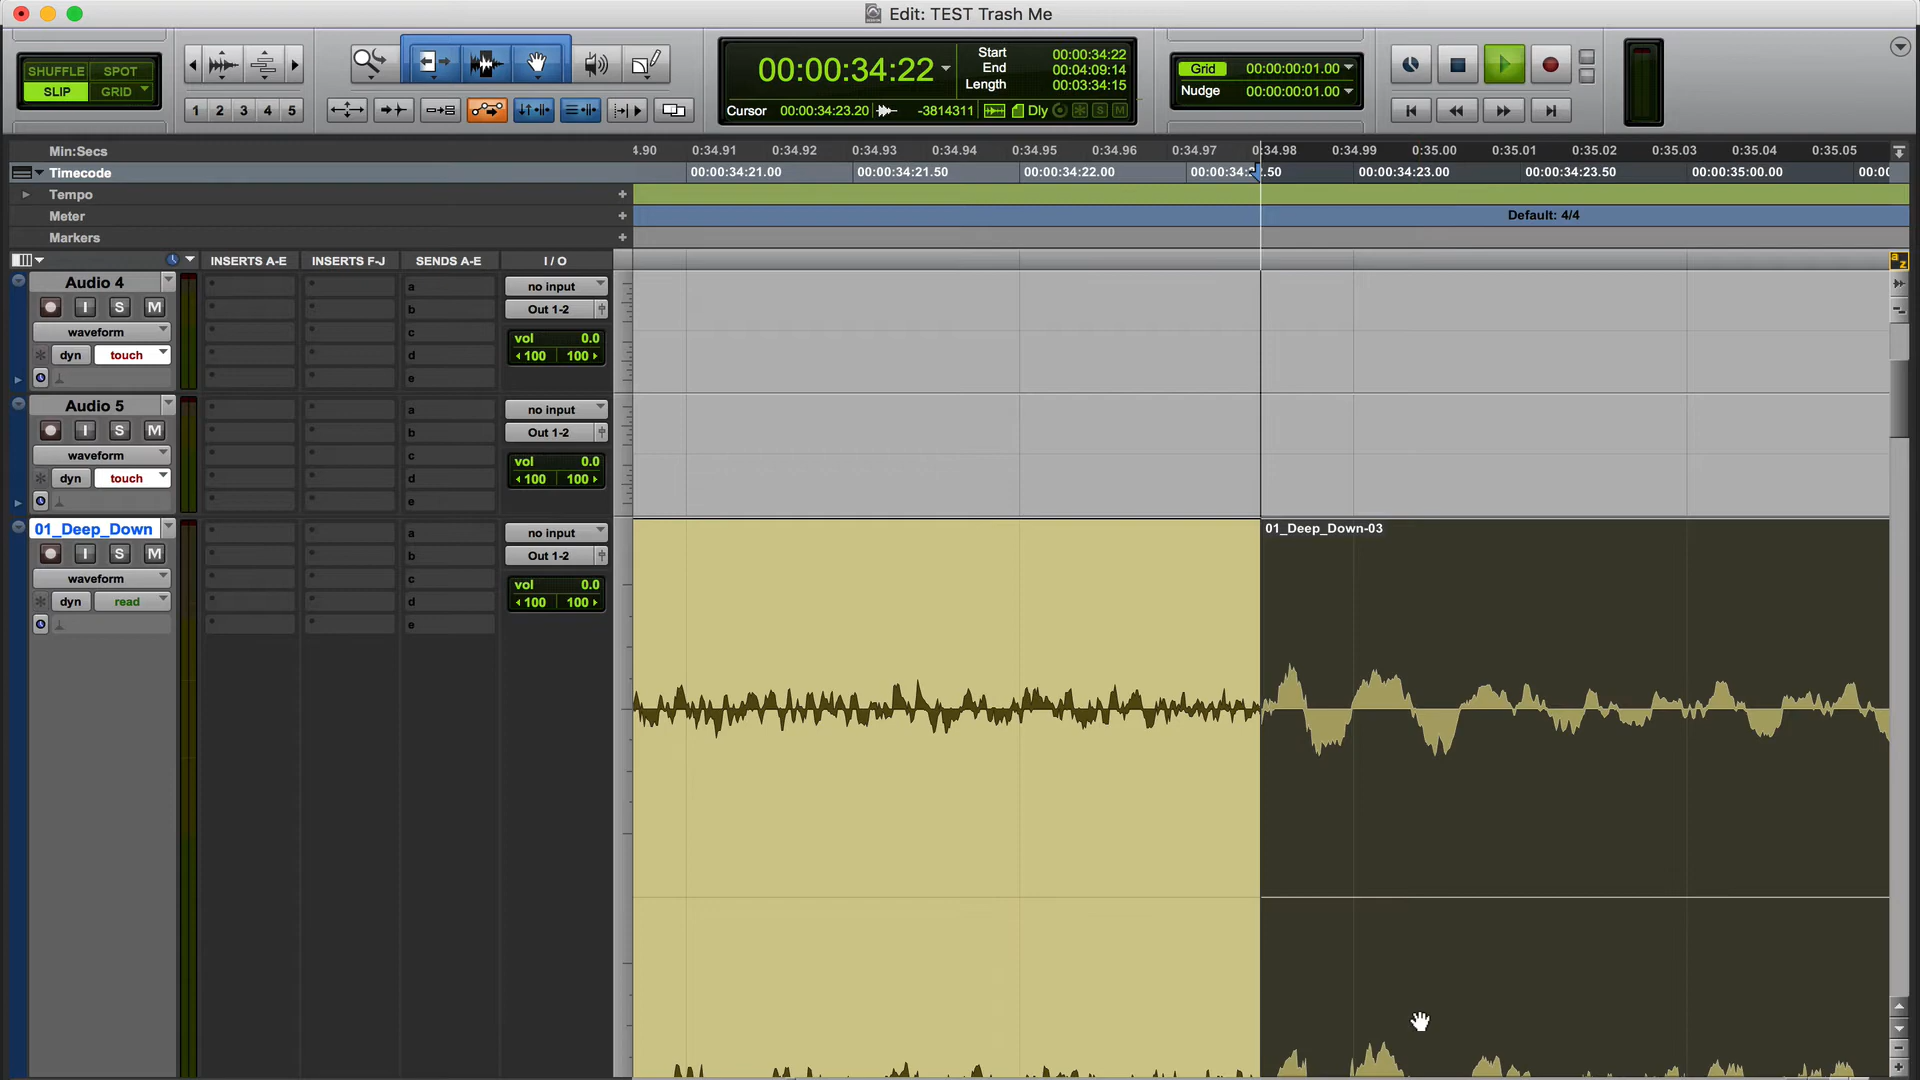 Edit: TEST Trash Me
SHUFFLE SPOT
SLIP GRID
1 2 3 4 5
00:00:34:22
Start 00:00:34:22
End 00:04:09:14
Length 00:03:34:15
Cursor 00:00:34:23.20 -3814311 Dly S M
Grid 00:00:00:01.00
Nudge 00:00:00:01.00
Min:Secs 4.90 0:34.91 0:34.92 0:34.93 0:34.94 0:34.95 0:34.96 0:34.97 0:34.98 0:34.99 0:35.00 0:35.01 0:35.02 0:35.03 0:35.04 0:35.05
Timecode 00:00:34:21.00 00:00:34:21.50 00:00:34:22.00 00:00:34:2 .50 00:00:34:23.00 00:00:34:23.50 00:00:35:00.00 00:00
Tempo +
Meter + Default: 4/4
Markers +
INSERTS A-E INSERTS F-J SENDS A-E I / O
a z
Audio 4
I S M
waveform
dyn touch
a b c d e
no input
Out 1-2
vol 0.0
100 100
Audio 5
I S M
waveform
dyn touch
a b c d e
no input
Out 1-2
vol 0.0
100 100
01_Deep_Down
I S M
waveform
dyn read
a b c d e
no input
Out 1-2
vol 0.0
100 100
01_Deep_Down-03